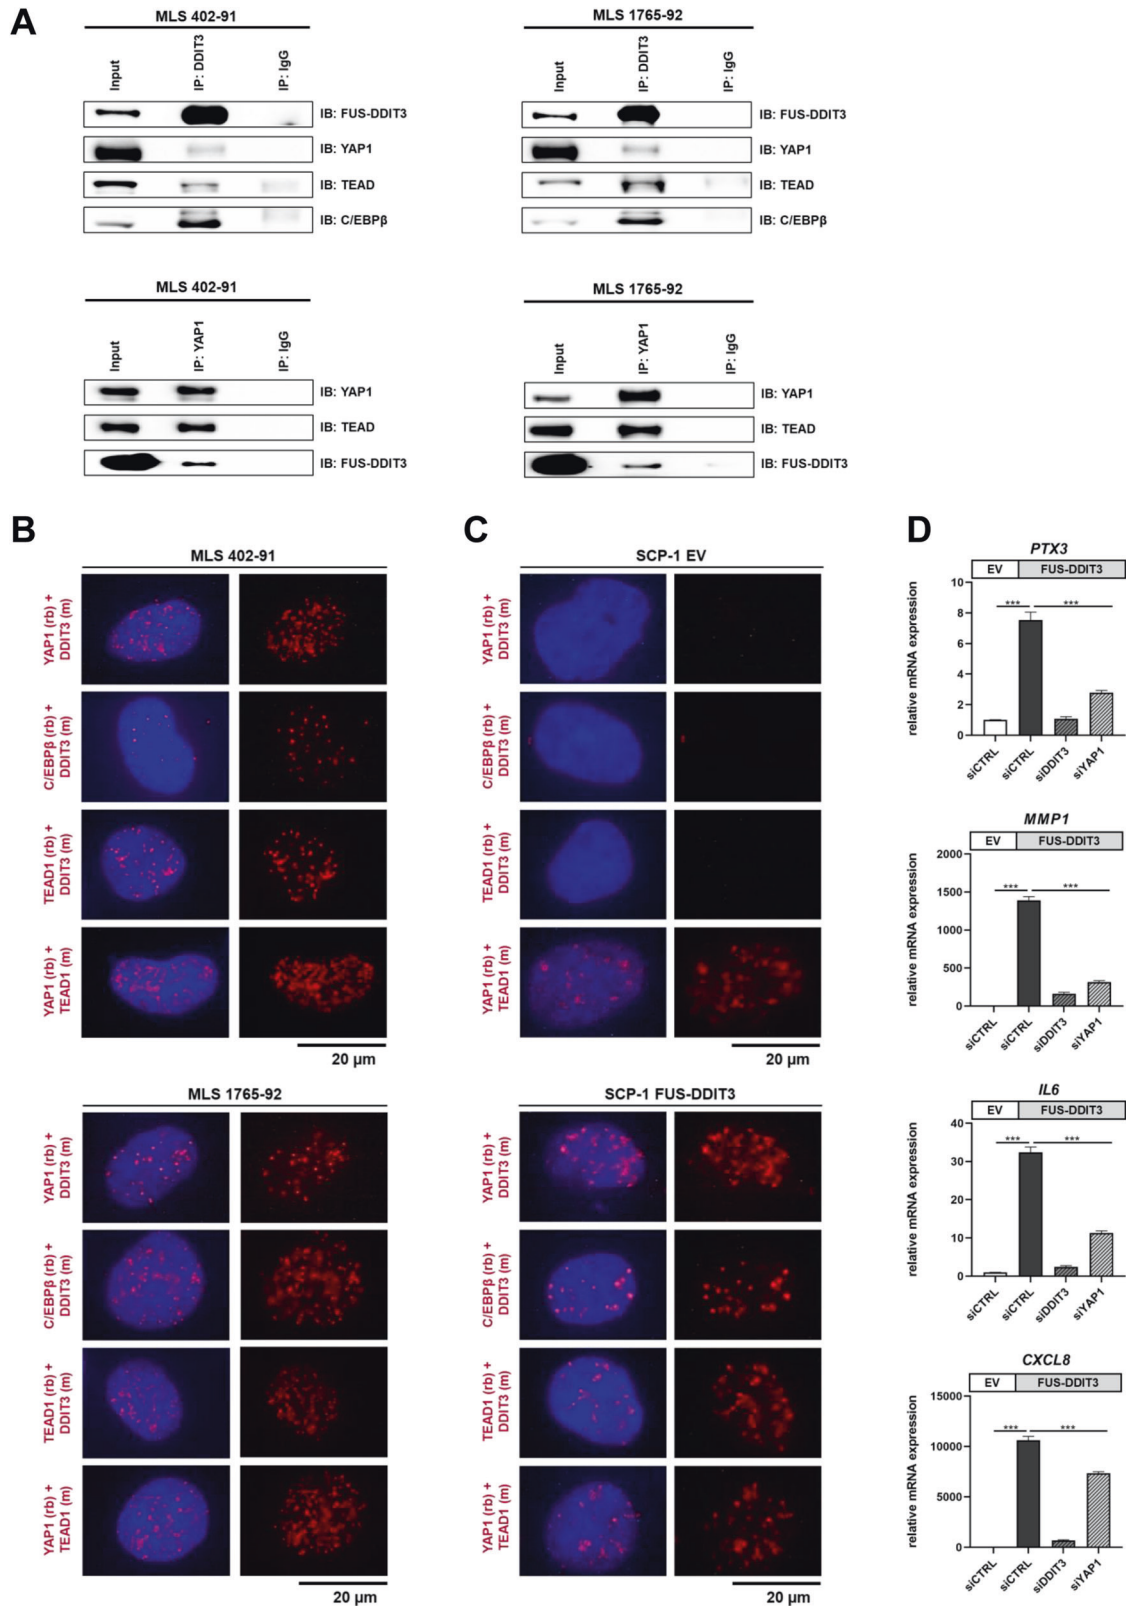 A
MLS 402-91
Input
IP: DDIT3
IP: IgG
IB: FUS-DDIT3
IB: YAP1
IB: TEAD
IB: C/EBPβ
MLS 1765-92
Input
IP: DDIT3
IP: IgG
IB: FUS-DDIT3
IB: YAP1
IB: TEAD
IB: C/EBPβ
MLS 402-91
Input
IP: YAP1
IP: IgG
IB: YAP1
IB: TEAD
IB: FUS-DDIT3
MLS 1765-92
Input
IP: YAP1
IP: IgG
IB: YAP1
IB: TEAD
IB: FUS-DDIT3
B
MLS 402-91
YAP1 (rb) +
DDIT3 (m)
C/EBPβ (rb) +
DDIT3 (m)
TEAD1 (rb) +
DDIT3 (m)
YAP1 (rb) +
TEAD1 (m)
20 µm
MLS 1765-92
YAP1 (rb) +
DDIT3 (m)
C/EBPβ (rb) +
DDIT3 (m)
TEAD1 (rb) +
DDIT3 (m)
YAP1 (rb) +
TEAD1 (m)
20 µm
C
SCP-1 EV
YAP1 (rb) +
DDIT3 (m)
C/EBPβ (rb) +
DDIT3 (m)
TEAD1 (rb) +
DDIT3 (m)
YAP1 (rb) +
TEAD1 (m)
20 µm
SCP-1 FUS-DDIT3
YAP1 (rb) +
DDIT3 (m)
C/EBPβ (rb) +
DDIT3 (m)
TEAD1 (rb) +
DDIT3 (m)
YAP1 (rb) +
TEAD1 (m)
20 µm
D
PTX3
EV FUS-DDIT3
relative mRNA expression
10
8
6
4
2
0
*** ***
siCTRL siCTRL siDDIT3 siYAP1
MMP1
EV FUS-DDIT3
relative mRNA expression
2000
1500
1000
500
0
*** ***
siCTRL siCTRL siDDIT3 siYAP1
IL6
EV FUS-DDIT3
relative mRNA expression
40
30
20
10
0
*** ***
siCTRL siCTRL siDDIT3 siYAP1
CXCL8
EV FUS-DDIT3
relative mRNA expression
15000
10000
5000
0
*** ***
siCTRL siCTRL siDDIT3 siYAP1